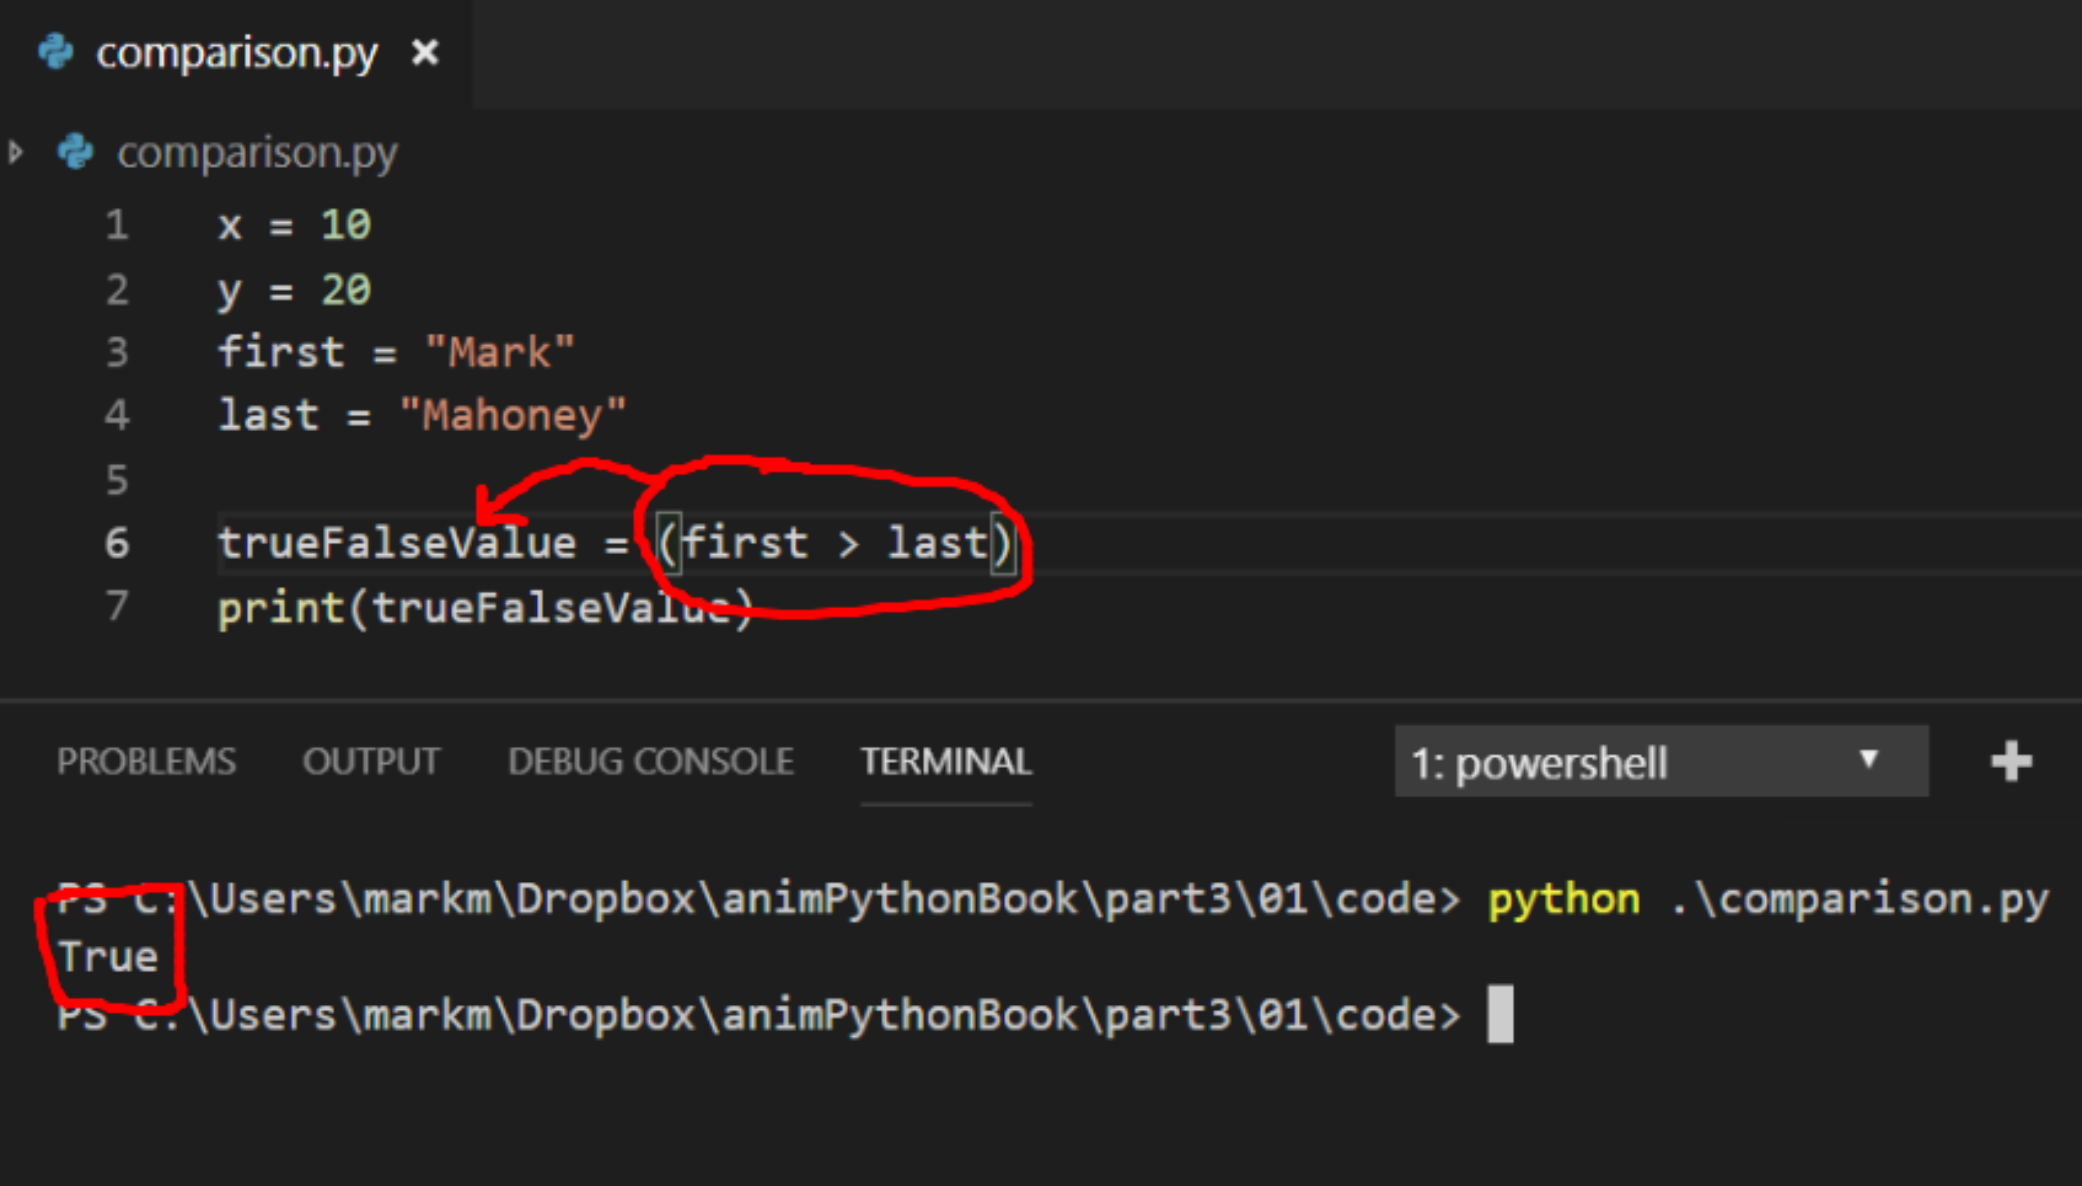 comparison.py
comparison.py
1 x = 10
2 y = 20
3 first = "Mark"
4 last = "Mahoney"
5
6 trueFalseValue = (first > last)
7 print(trueFalseValue)
PROBLEMS OUTPUT DEBUG CONSOLE TERMINAL 1: powershell
PS C:\Users\markm\Dropbox\animPythonBook\part3\01\code> python .\comparison.py
True
PS C:\Users\markm\Dropbox\animPythonBook\part3\01\code>